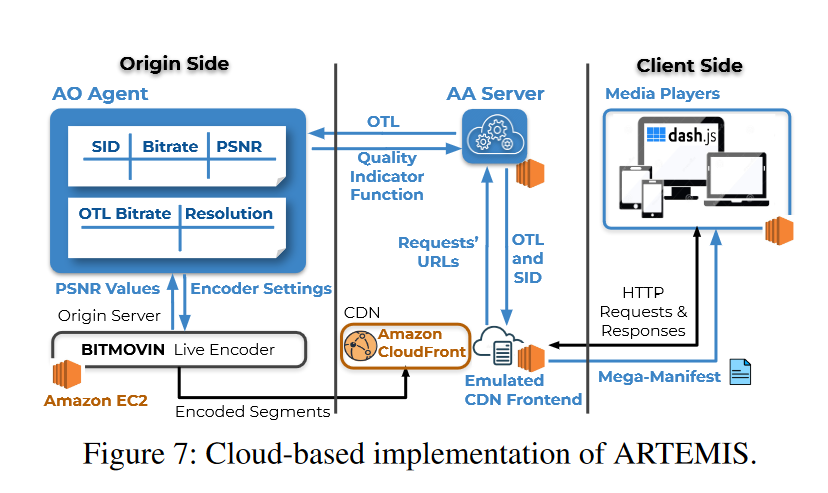 Origin Side
Client Side
AO Agent
AA Server
Media Players
SID Bitrate PSNR
OTL Bitrate Resolution
OTL
Quality
Indicator
Function
dash.js
Requests'
URLs
OTL
and
SID
PSNR Values
Encoder Settings
Origin Server
BITMOVIN Live Encoder
Amazon EC2
Encoded Segments
CDN
Amazon
CloudFront
Emulated
CDN Frontend
HTTP
Requests &
Responses
Mega-Manifest
Figure 7: Cloud-based implementation of ARTEMIS.